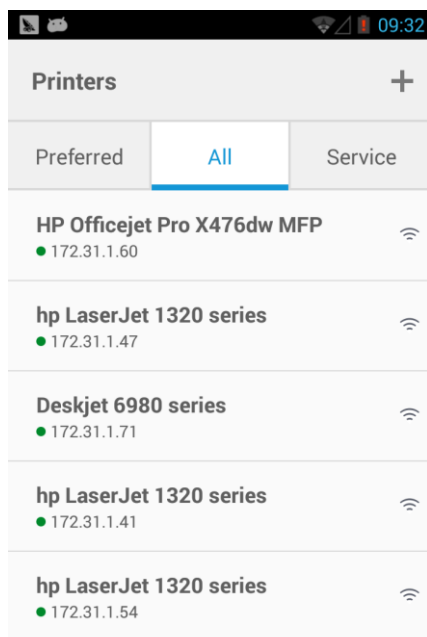 09:32
Printers
Preferred
All
Service
HP Officejet Pro X476dw MFP
172.31.1.60
hp LaserJet 1320 series
172.31.1.47
Deskjet 6980 series
172.31.1.71
hp LaserJet 1320 series
172.31.1.41
hp LaserJet 1320 series
172.31.1.54